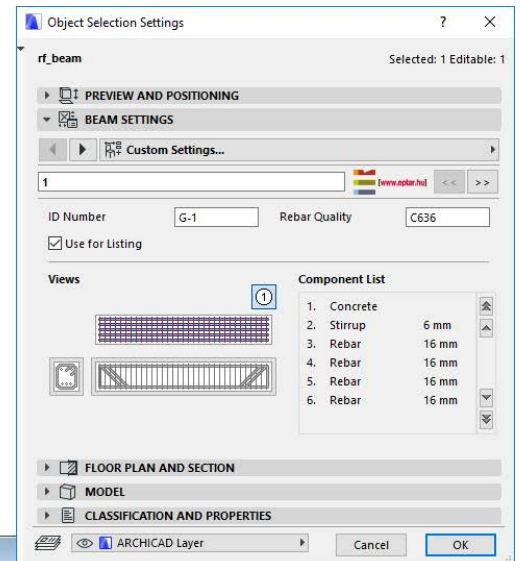 Object Selection Settings ? X
rf_beam Selected: 1 Editable: 1
PREVIEW AND POSITIONING
BEAM SETTINGS
Custom Settings...
1 [www.eptar.hu] << >>
ID Number G-1 Rebar Quality C636
Use for Listing
Views Component List
1
1. Concrete
2. Stirrup 6 mm
3. Rebar 16 mm
4. Rebar 16 mm
5. Rebar 16 mm
6. Rebar 16 mm
FLOOR PLAN AND SECTION
MODEL
CLASSIFICATION AND PROPERTIES
ARCHICAD Layer Cancel OK